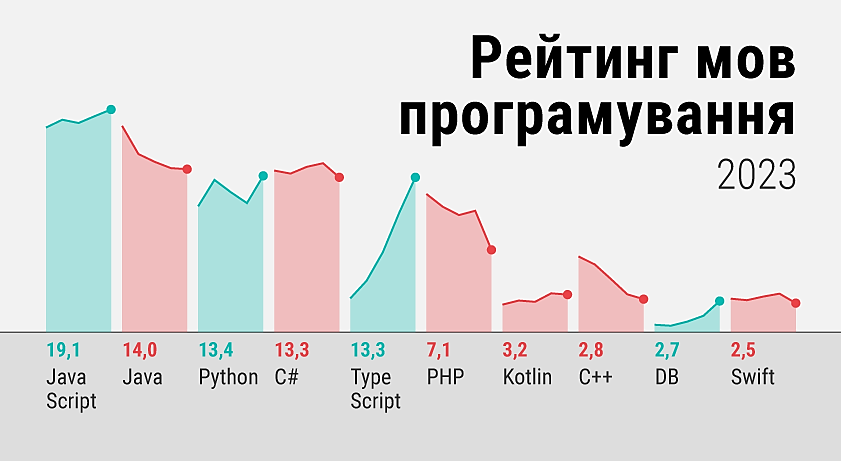 Рейтинг мов
програмування
2023
19,1 14,0 13,4 13,3 13,3 7,1 3,2 2,8 2,7 2,5
Java Java Python C# Type PHP Kotlin C++ DB Swift
Script Script